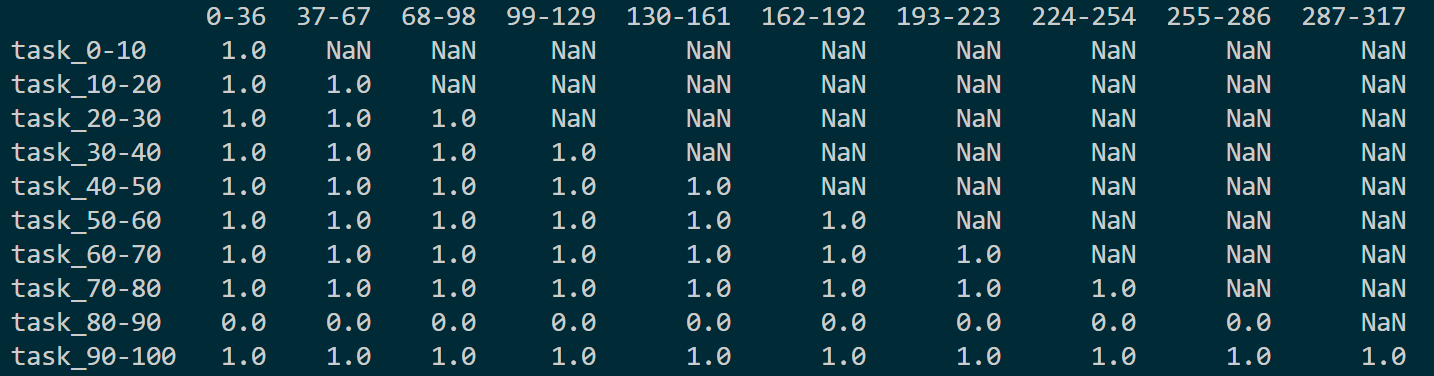 0-36 37-67 68-98 99-129 130-161 162-192 193-223 224-254 255-286 287-317
task_0-10 1.0 NaN NaN NaN NaN NaN NaN NaN NaN NaN
task_10-20 1.0 1.0 NaN NaN NaN NaN NaN NaN NaN NaN
task_20-30 1.0 1.0 1.0 NaN NaN NaN NaN NaN NaN NaN
task_30-40 1.0 1.0 1.0 1.0 NaN NaN NaN NaN NaN NaN
task_40-50 1.0 1.0 1.0 1.0 1.0 NaN NaN NaN NaN NaN
task_50-60 1.0 1.0 1.0 1.0 1.0 1.0 NaN NaN NaN NaN
task_60-70 1.0 1.0 1.0 1.0 1.0 1.0 1.0 NaN NaN NaN
task_70-80 1.0 1.0 1.0 1.0 1.0 1.0 1.0 1.0 NaN NaN
task_80-90 0.0 0.0 0.0 0.0 0.0 0.0 0.0 0.0 0.0 NaN
task_90-100 1.0 1.0 1.0 1.0 1.0 1.0 1.0 1.0 1.0 1.0